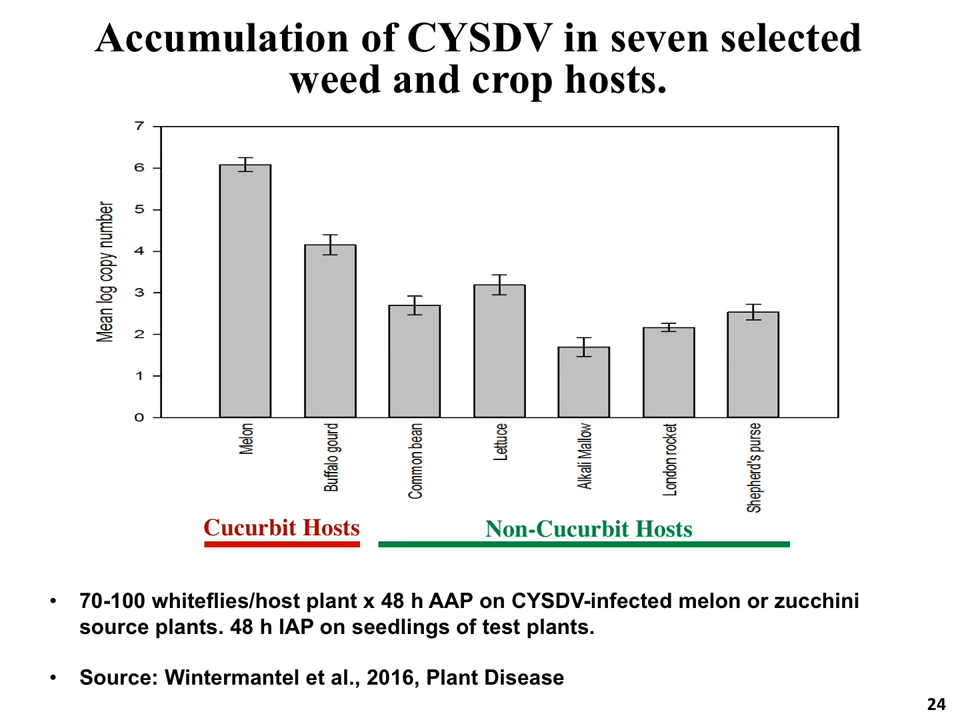 Accumulation of CYSDV in seven selected
weed and crop hosts.
7
6
5
4
3
2
1
0
Mean log copy number
Melon
Buffalo gourd
Common bean
Lettuce
Alkali Mallow
London rocket
Shepherd's purse
Cucurbit Hosts
Non-Cucurbit Hosts
• 70-100 whiteflies/host plant x 48 h AAP on CYSDV-infected melon or zucchini
source plants. 48 h IAP on seedlings of test plants.
• Source: Wintermantel et al., 2016, Plant Disease
24